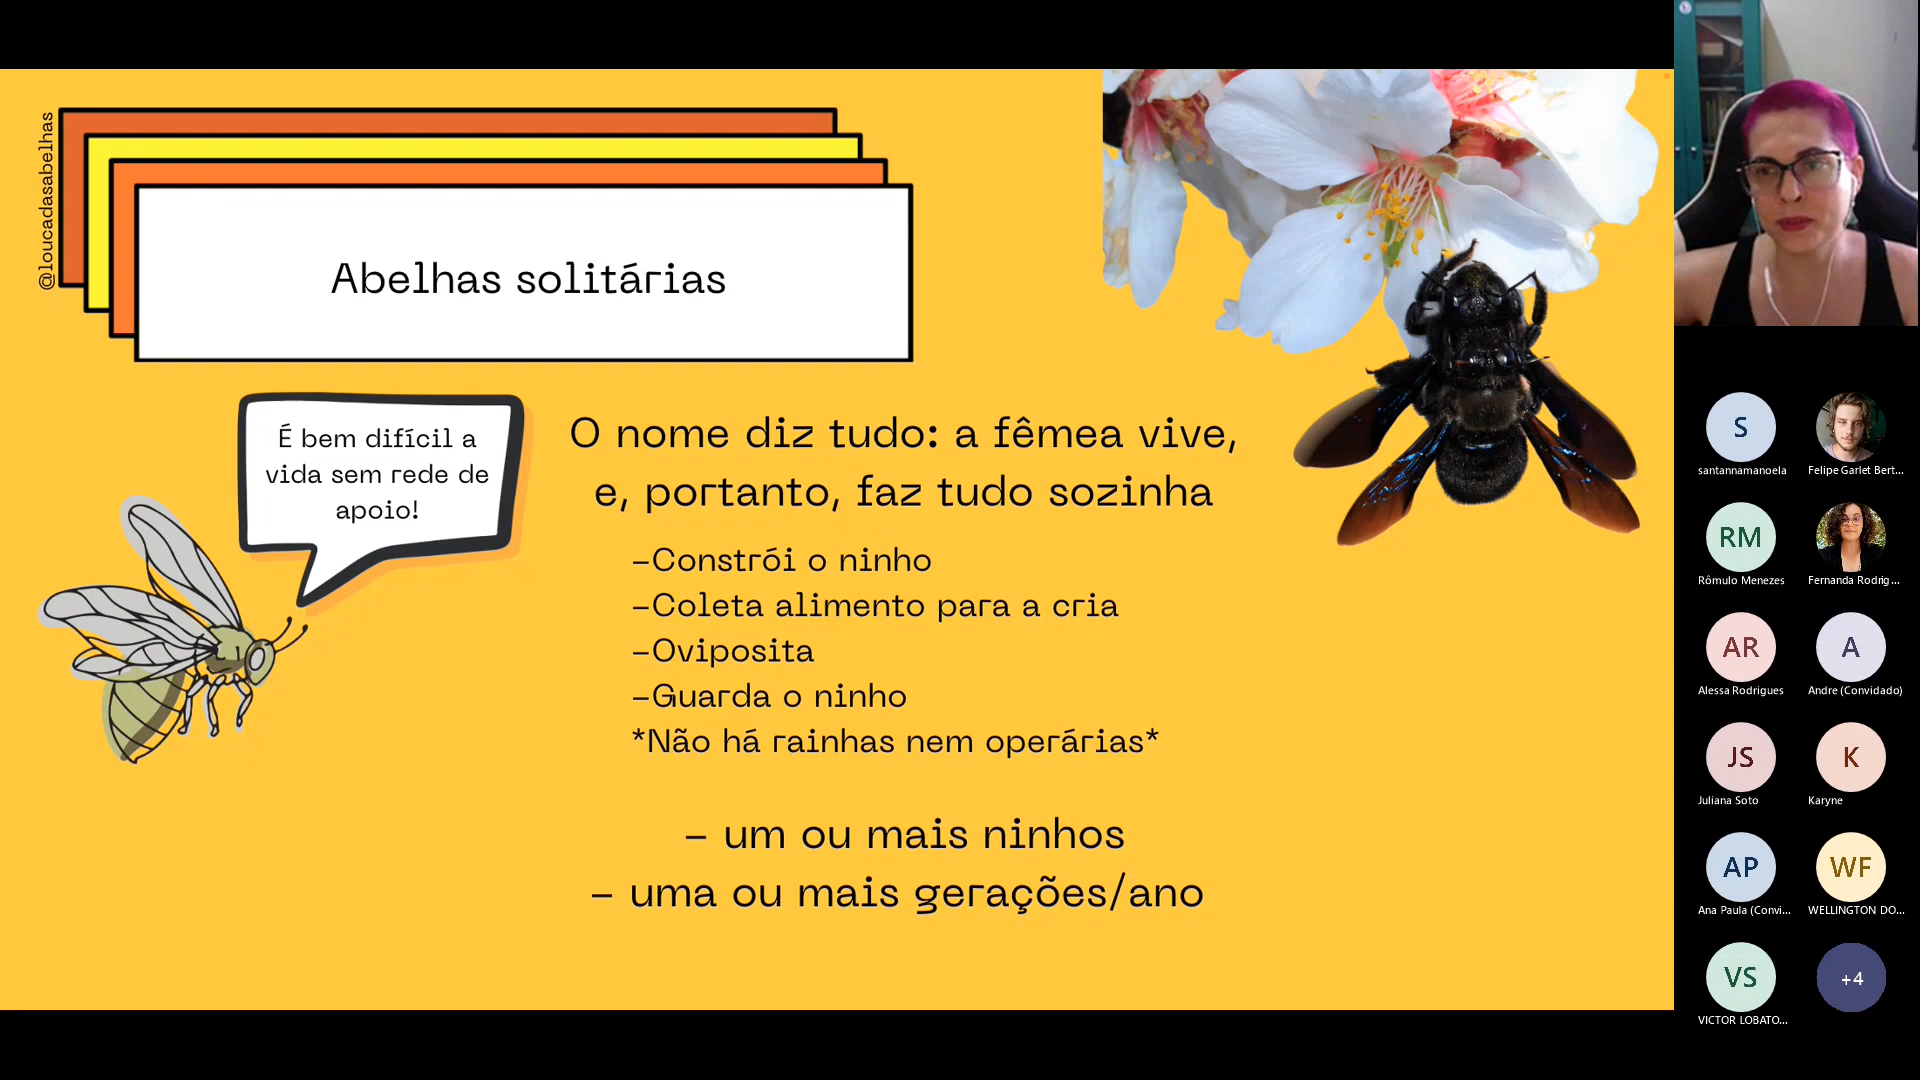 @loucadasabelhas
Abelhas solitárias
É bem difícil a
vida sem rede de
apoio!
O nome diz tudo: a fêmea vive,
e, portanto, faz tudo sozinha
-Constrói o ninho
-Coleta alimento para a cria
-Oviposita
-Guarda o ninho
*Não há rainhas nem operárias*
- um ou mais ninhos
- uma ou mais gerações/ano
S
santannamanoela
Felipe Garlet Bert...
RM
Rômulo Menezes
Fernanda Rodrig...
AR
Alessa Rodrigues
A
Andre (Convidado)
JS
Juliana Soto
K
Karyne
AP
Ana Paula (Convi...
WF
WELLINGTON DO...
VS
VICTOR LOBATO...
+4